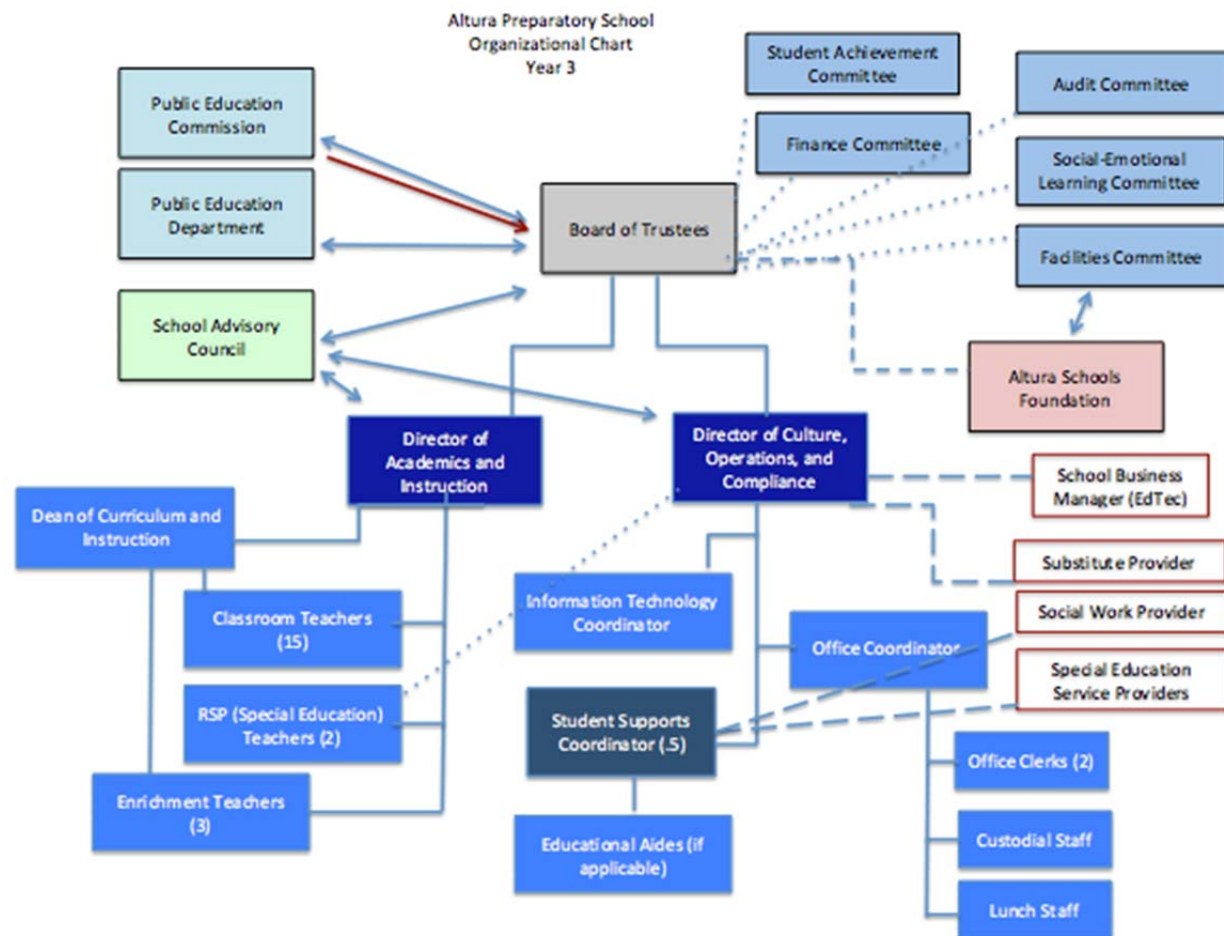 Altura Preparatory School
Organizational Chart
Year 3
Student Achievement
Committee
Audit Committee
Public Education
Commission
Finance Committee
Social-Emotional
Learning Committee
Public Education
Department
Board of Trustees
Facilities Committee
School Advisory
Council
Altura Schools
Foundation
Director of
Academics and
Instruction
Director of Culture,
Operations, and
Compliance
School Business
Manager (EdTec)
Dean of Curriculum and
Instruction
Substitute Provider
Classroom Teachers
(15)
Information Technology
Coordinator
Social Work Provider
Office Coordinator
Special Education
Service Providers
RSP (Special Education)
Teachers (2)
Student Supports
Coordinator (.5)
Office Clerks (2)
Enrichment Teachers
(3)
Educational Aides (if
applicable)
Custodial Staff
Lunch Staff